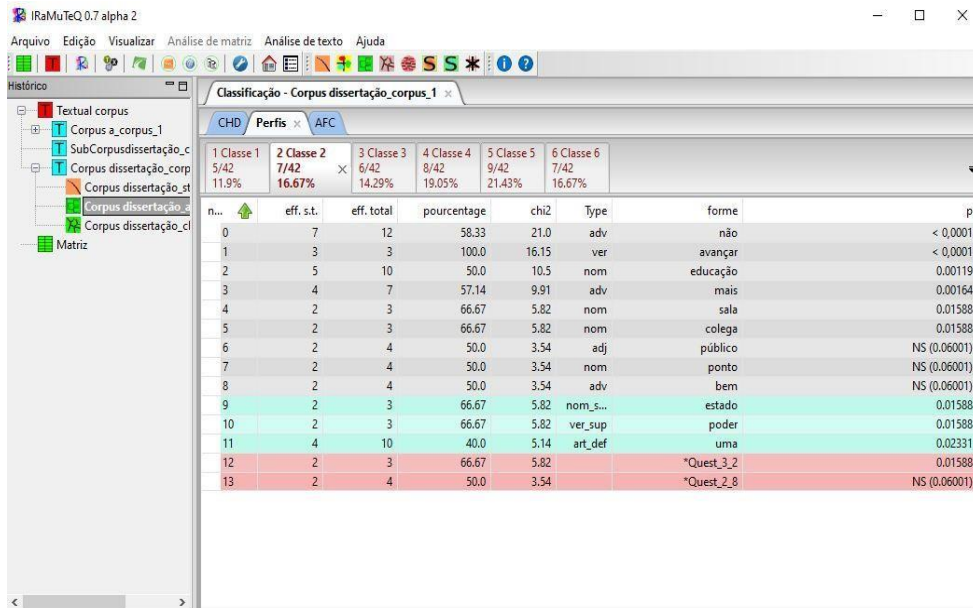 IRaMuTeQ 0.7 alpha 2
Arquivo Edição Visualizar Análise de matriz Análise de texto Ajuda
Histórico
Textual corpus
Corpus a_corpus_1
SubCorpusdissertação_c
Corpus dissertação_corp
Corpus dissertação_st
Corpus dissertação_a
Corpus dissertação_cl
Matriz
Classificação - Corpus dissertação_corpus_1
CHD Perfis AFC
1 Classe 1 2 Classe 2 3 Classe 3 4 Classe 4 5 Classe 5 6 Classe 6
5/42 7/42 6/42 8/42 9/42 7/42
11.9% 16.67% 14.29% 19.05% 21.43% 16.67%
n... eff. s.t. eff. total pourcentage chi2 Type forme p
0 7 12 58.33 21.0 adv não < 0,0001
1 3 3 100.0 16.15 ver avançar < 0,0001
2 5 10 50.0 10.5 nom educação 0.00119
3 4 7 57.14 9.91 adv mais 0.00164
4 2 3 66.67 5.82 nom sala 0.01588
5 2 3 66.67 5.82 nom colega 0.01588
6 2 4 50.0 3.54 adj público NS (0.06001)
7 2 4 50.0 3.54 nom ponto NS (0.06001)
8 2 4 50.0 3.54 adv bem NS (0.06001)
9 2 3 66.67 5.82 nom_s... estado 0.01588
10 2 3 66.67 5.82 ver_sup poder 0.01588
11 4 10 40.0 5.14 art_def uma 0.02331
12 2 3 66.67 5.82 *Quest_3_2 0.01588
13 2 4 50.0 3.54 *Quest_2_8 NS (0.06001)